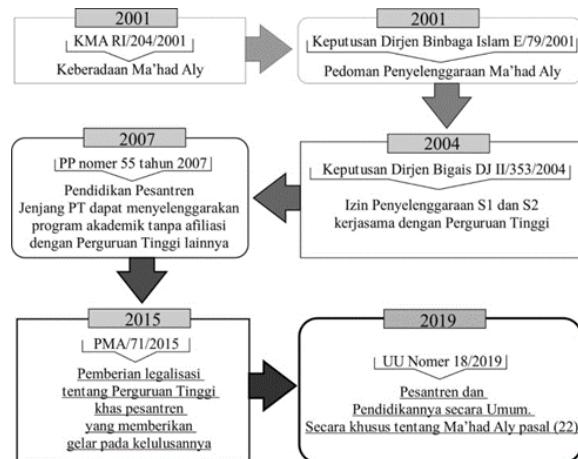 2001
KMA RI/204/2001
Keberadaan Ma'had Aly
2001
Keputusan Dirjen Binbaga Islam E/79/2001
Pedoman Penyelenggaraan Ma'had Aly
2004
Keputusan Dirjen Bigais DJ II/353/2004
Izin Penyelenggaraan S1 dan S2
kerjasama dengan Perguruan Tinggi
2007
PP nomer 55 tahun 2007
Pendidikan Pesantren
Jenjang PT dapat menyelenggarakan
program akademik tanpa afiliasi
dengan Perguruan Tinggi lainnya
2015
PMA/71/2015
Pemberian legalisasi
tentang Perguruan Tinggi
khas pesantren
yang memberikan
gelar pada kelulusannya
2019
UU Nomer 18/2019
Pesantren dan
Pendidikannya secara Umum.
Secara khusus tentang Ma'had Aly pasal (22)